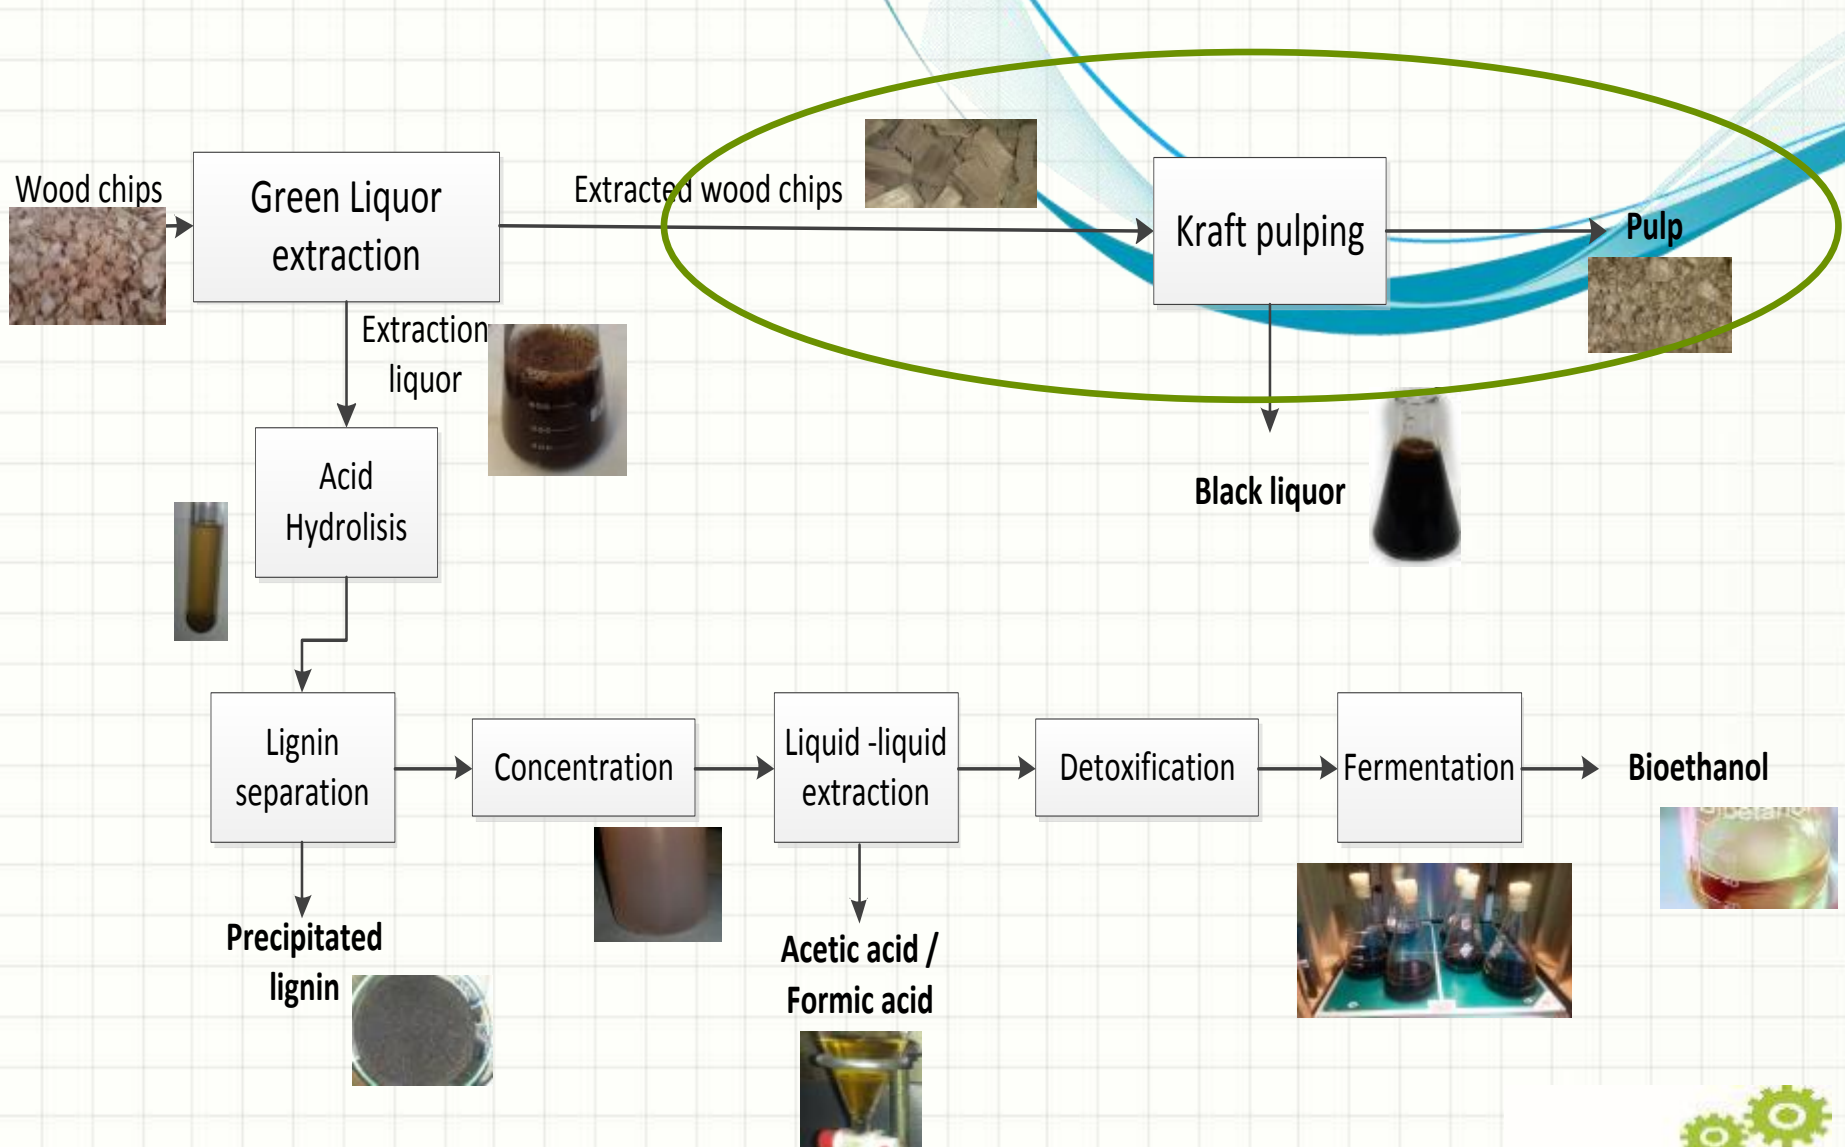 Wood chips
Green Liquor
extraction
Extracted wood chips
Kraft pulping
Pulp
Extraction
liquor
Acid
Hydrolisis
Black liquor
Lignin
separation
Concentration
Liquid -liquid
extraction
Detoxification
Fermentation
Bioethanol
Precipitated
lignin
Acetic acid /
Formic acid